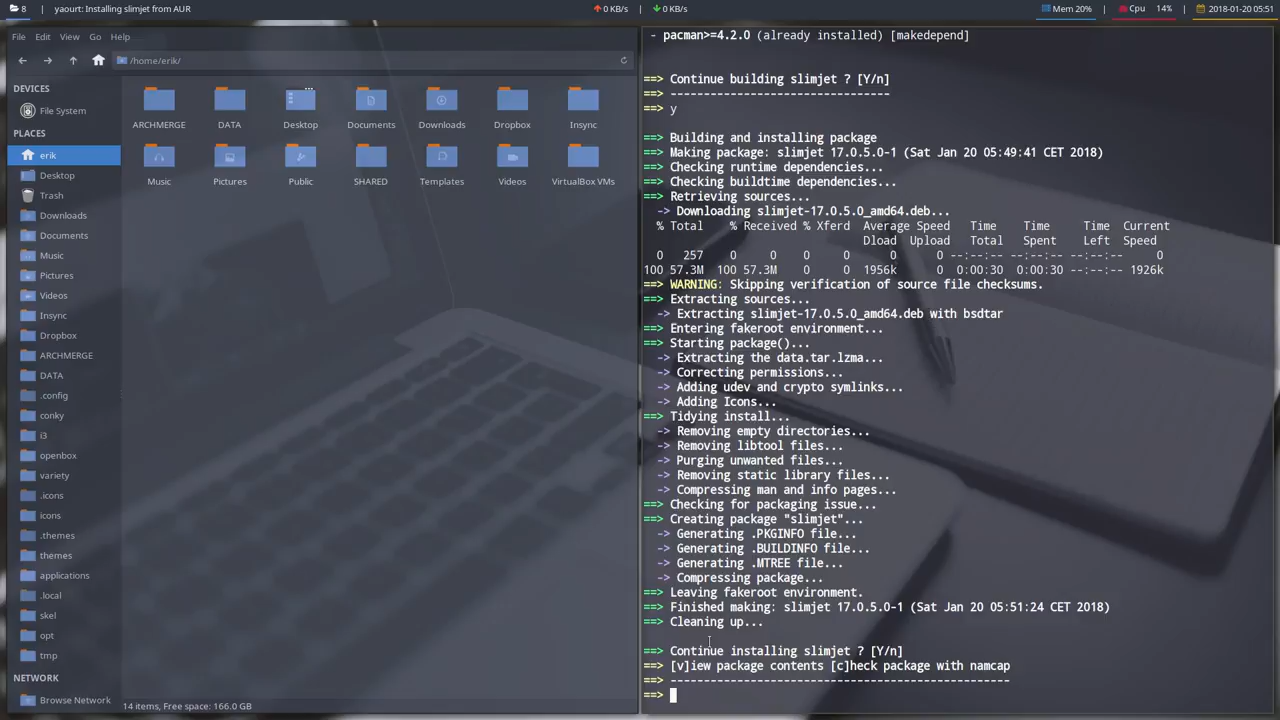 8 yaourt: Installing slimjet from AUR
0 KB/s
0 KB/s
Mem 20%
Cpu 14%
2018-01-20 05:51
File Edit View Go Help
/home/erik/
DEVICES
File System
PLACES
erik
Desktop
Trash
Downloads
Documents
Music
Pictures
Videos
Insync
Dropbox
ARCHMERGE
DATA
.config
conky
i3
openbox
variety
.icons
icons
.themes
themes
applications
.local
skel
opt
tmp
NETWORK
Browse Network
ARCHMERGE DATA Desktop Documents Downloads Dropbox Insync
Music Pictures Public SHARED Templates Videos VirtualBox VMs
14 items, Free space: 166.0 GB
- pacman>=4.2.0 (already installed) [makedepend]
==> Continue building slimjet ? [Y/n]
==> ---------------------------------
==> y
==> Building and installing package
==> Making package: slimjet 17.0.5.0-1 (Sat Jan 20 05:49:41 CET 2018)
==> Checking runtime dependencies...
==> Checking buildtime dependencies...
==> Retrieving sources...
-> Downloading slimjet-17.0.5.0_amd64.deb...
% Total % Received % Xferd Average Speed Time Time Time Current
Dload Upload Total Spent Left Speed
0 257 0 0 0 0 0 0 --:--:-- --:--:-- --:--:-- 0
100 57.3M 100 57.3M 0 0 1956k 0 0:00:30 0:00:30 --:--:-- 1926k
==> WARNING: Skipping verification of source file checksums.
==> Extracting sources...
-> Extracting slimjet-17.0.5.0_amd64.deb with bsdtar
==> Entering fakeroot environment...
==> Starting package()...
-> Extracting the data.tar.lzma...
-> Correcting permissions...
-> Adding udev and crypto symlinks...
-> Adding Icons...
==> Tidying install...
-> Removing empty directories...
-> Removing libtool files...
-> Purging unwanted files...
-> Removing static library files...
-> Compressing man and info pages...
==> Checking for packaging issue...
==> Creating package "slimjet"...
-> Generating .PKGINFO file...
-> Generating .BUILDINFO file...
-> Generating .MTREE file...
-> Compressing package...
==> Leaving fakeroot environment.
==> Finished making: slimjet 17.0.5.0-1 (Sat Jan 20 05:51:24 CET 2018)
==> Cleaning up...
==> Continue installing slimjet ? [Y/n]
==> [v]iew package contents [c]heck package with namcap
==> ---------------------------------------------------
==>